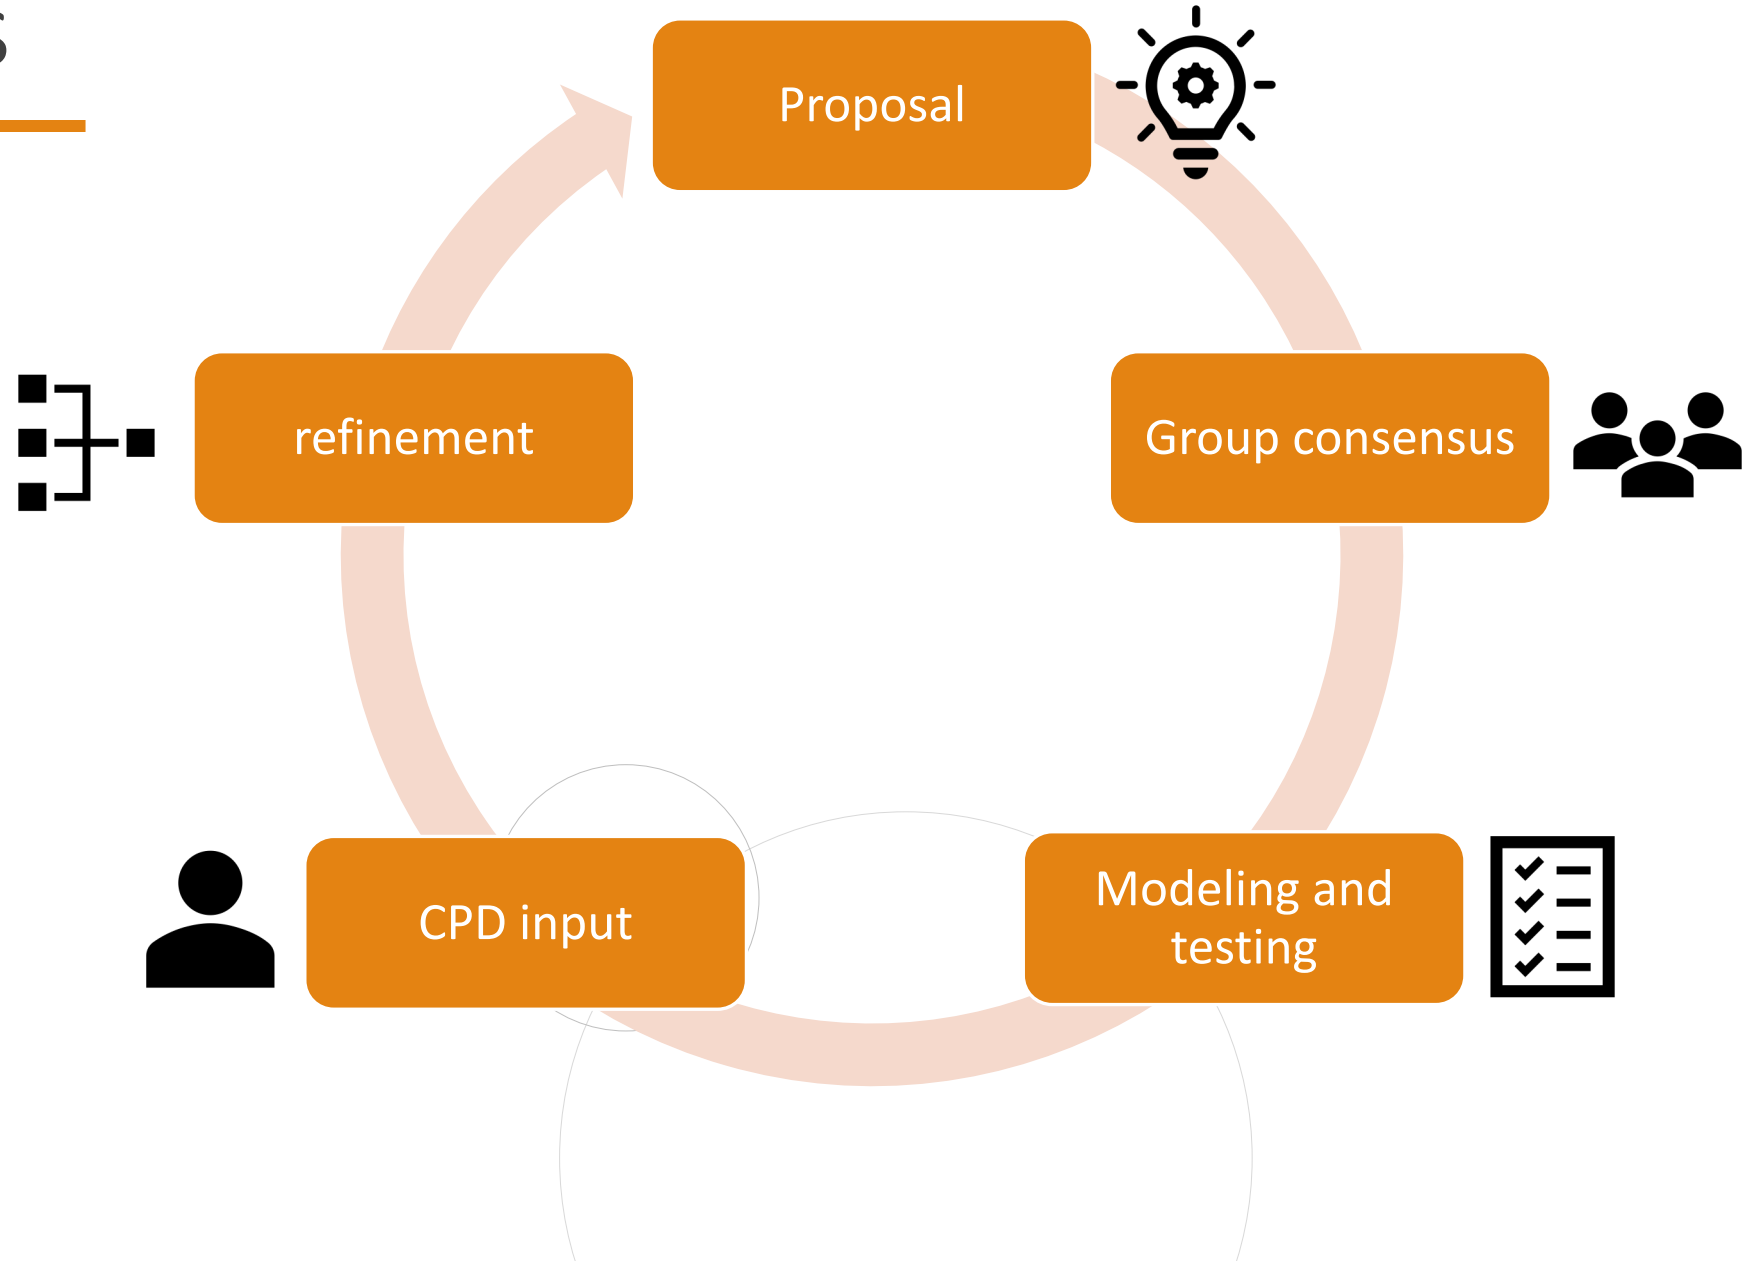 s
Proposal
Group consensus
Modeling and
testing
CPD input
refinement